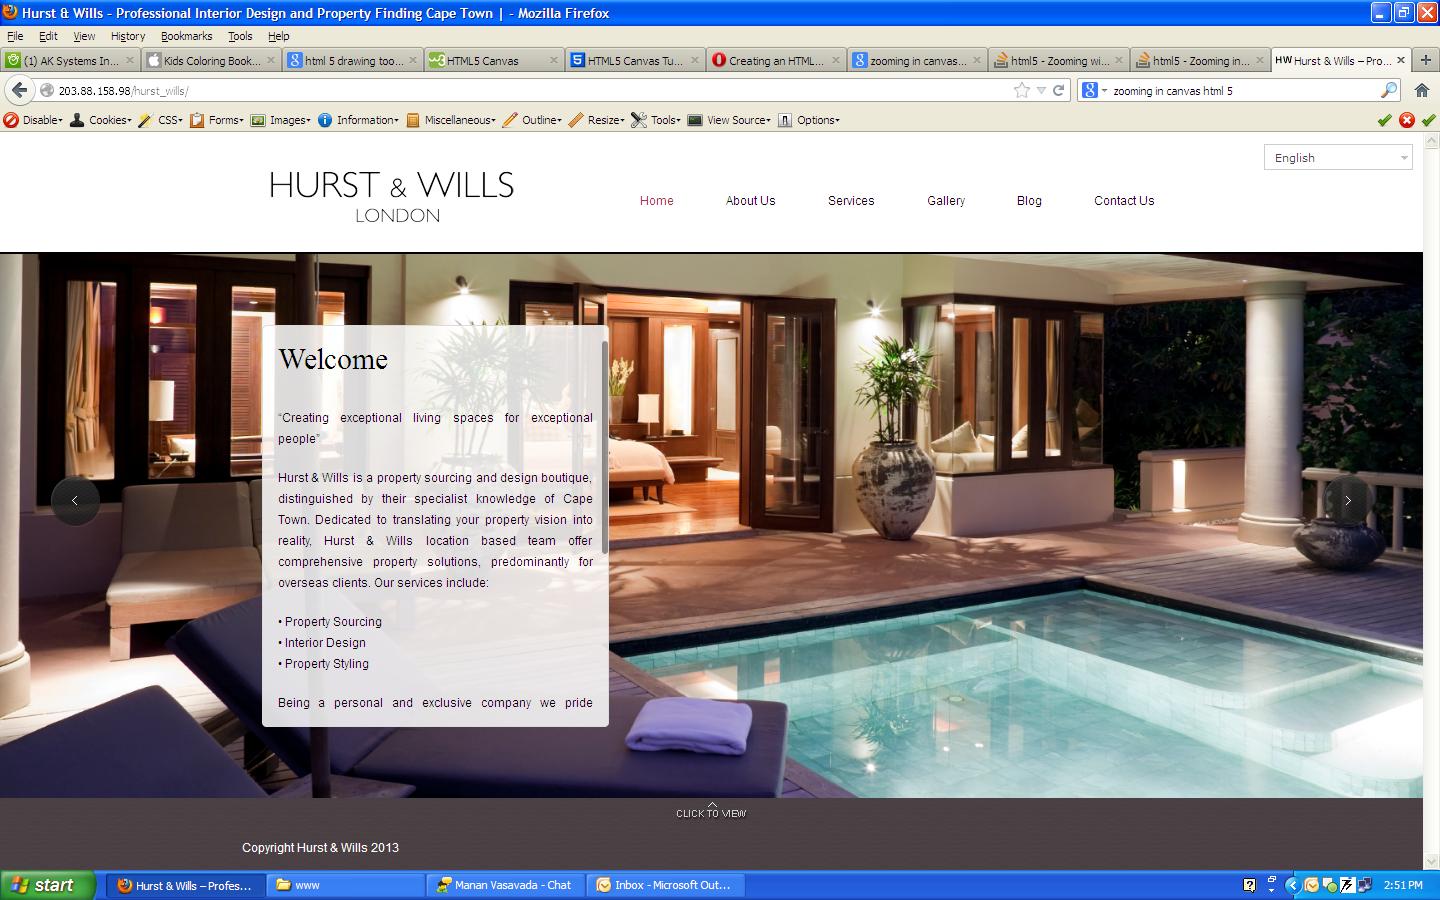 Hurst & Wills - Professional Interior Design and Property Finding Cape Town | - Mozilla Firefox
File Edit View History Bookmarks Tools Help
(1) AK Systems In... Kids Coloring Book... html 5 drawing too... HTML5 Canvas HTML5 Canvas Tu... Creating an HTML... zooming in canvas... html5 - Zooming wi... html5 - Zooming in... HW Hurst & Wills – Pro...
203.88.158.98/hurst_wills/ zooming in canvas html 5
Disable Cookies CSS Forms Images Information Miscellaneous Outline Resize Tools View Source Options
English
HURST & WILLS
LONDON
Home About Us Services Gallery Blog Contact Us
Welcome
“Creating exceptional living spaces for exceptional
people”
Hurst & Wills is a property sourcing and design boutique,
distinguished by their specialist knowledge of Cape
Town. Dedicated to translating your property vision into
reality, Hurst & Wills location based team offer
comprehensive property solutions, predominantly for
overseas clients. Our services include:
• Property Sourcing
• Interior Design
• Property Styling
Being a personal and exclusive company we pride
CLICK TO VIEW
Copyright Hurst & Wills 2013
start Hurst & Wills – Profes... www Manan Vasavada - Chat Inbox - Microsoft Out... 2:51 PM